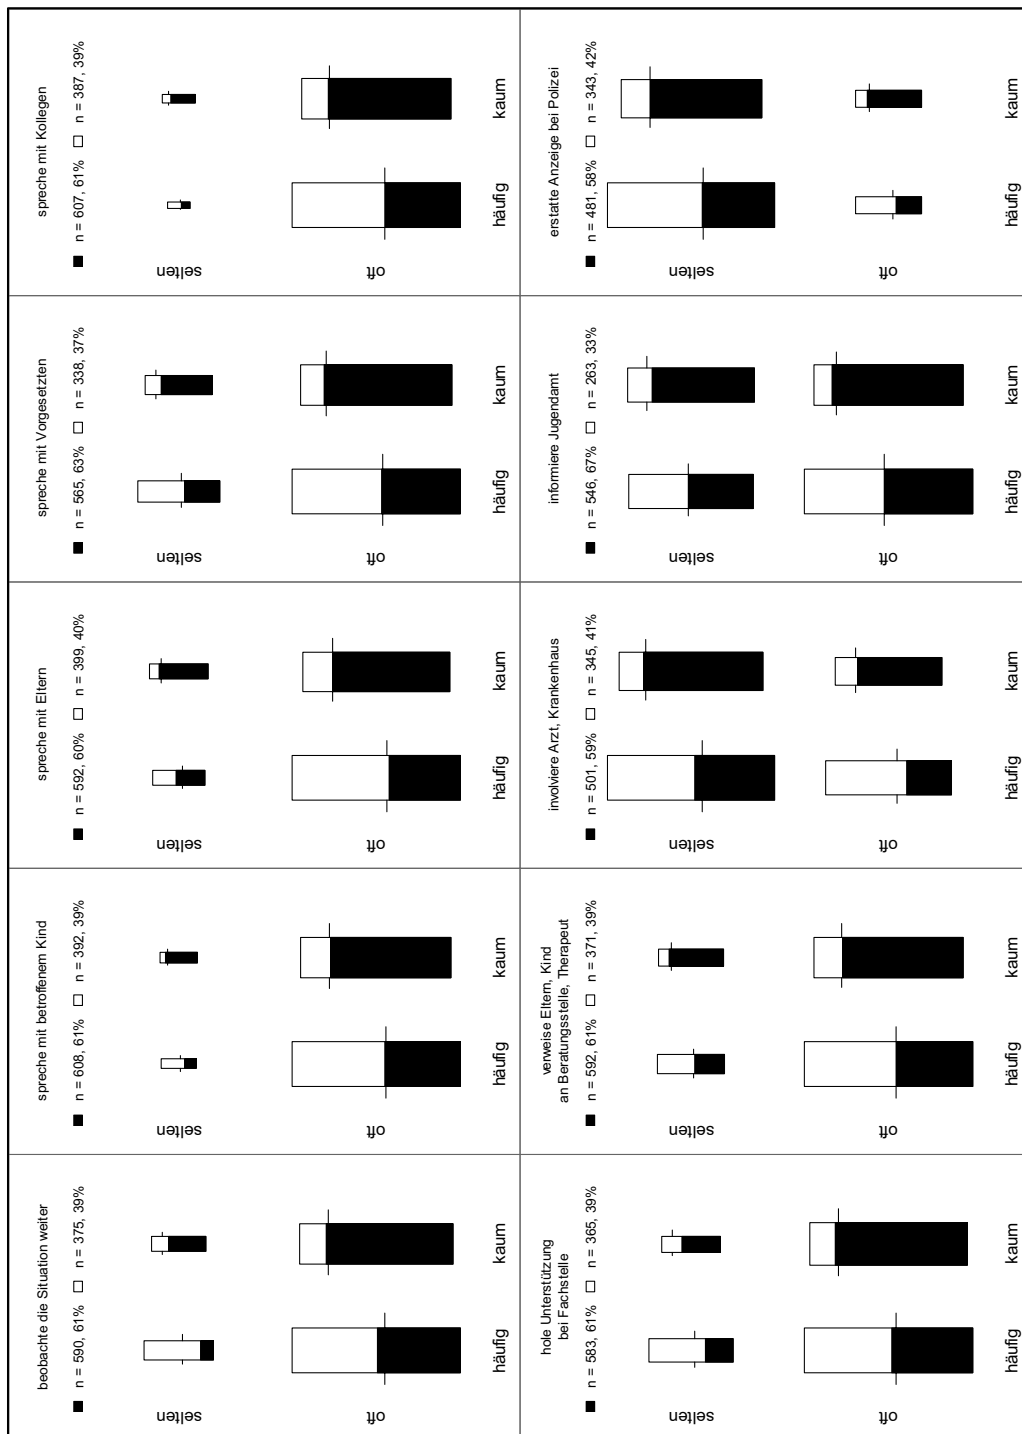 beobachte die Situation weiter
n = 590, 61% n = 375, 39%
selten
oft
häufig kaum
spreche mit betroffenem Kind
n = 608, 61% n = 392, 39%
selten
oft
häufig kaum
spreche mit Eltern
n = 592, 60% n = 399, 40%
selten
oft
häufig kaum
spreche mit Vorgesetzten
n = 565, 63% n = 338, 37%
selten
oft
häufig kaum
spreche mit Kollegen
n = 607, 61% n = 387, 39%
selten
oft
häufig kaum
hole Unterstützung
bei Fachstelle
n = 583, 61% n = 365, 39%
selten
oft
häufig kaum
verweise Eltern, Kind
an Beratungsstelle, Therapeut
n = 592, 61% n = 371, 39%
selten
oft
häufig kaum
involviere Arzt, Krankenhaus
n = 501, 59% n = 345, 41%
selten
oft
häufig kaum
informiere Jugendamt
n = 546, 67% n = 263, 33%
selten
oft
häufig kaum
erstatte Anzeige bei Polizei
n = 481, 58% n = 343, 42%
selten
oft
häufig kaum